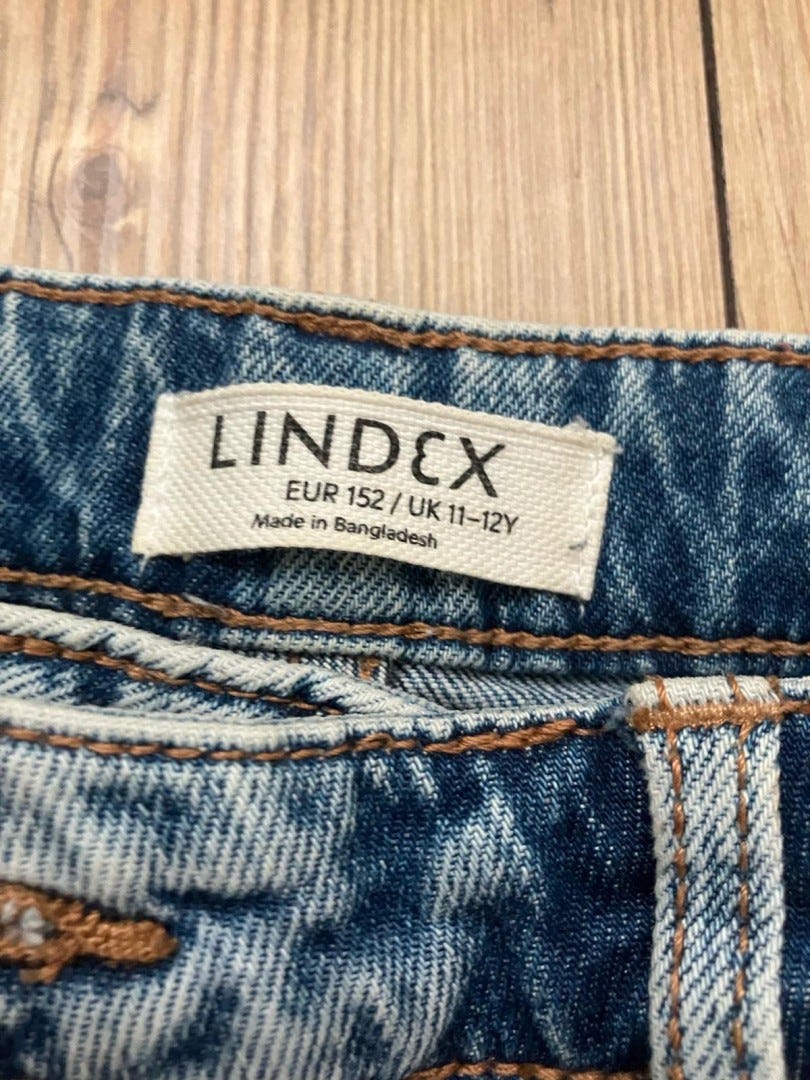 LINDEX
EUR 152 / UK 11–12Y
Made in Bangladesh